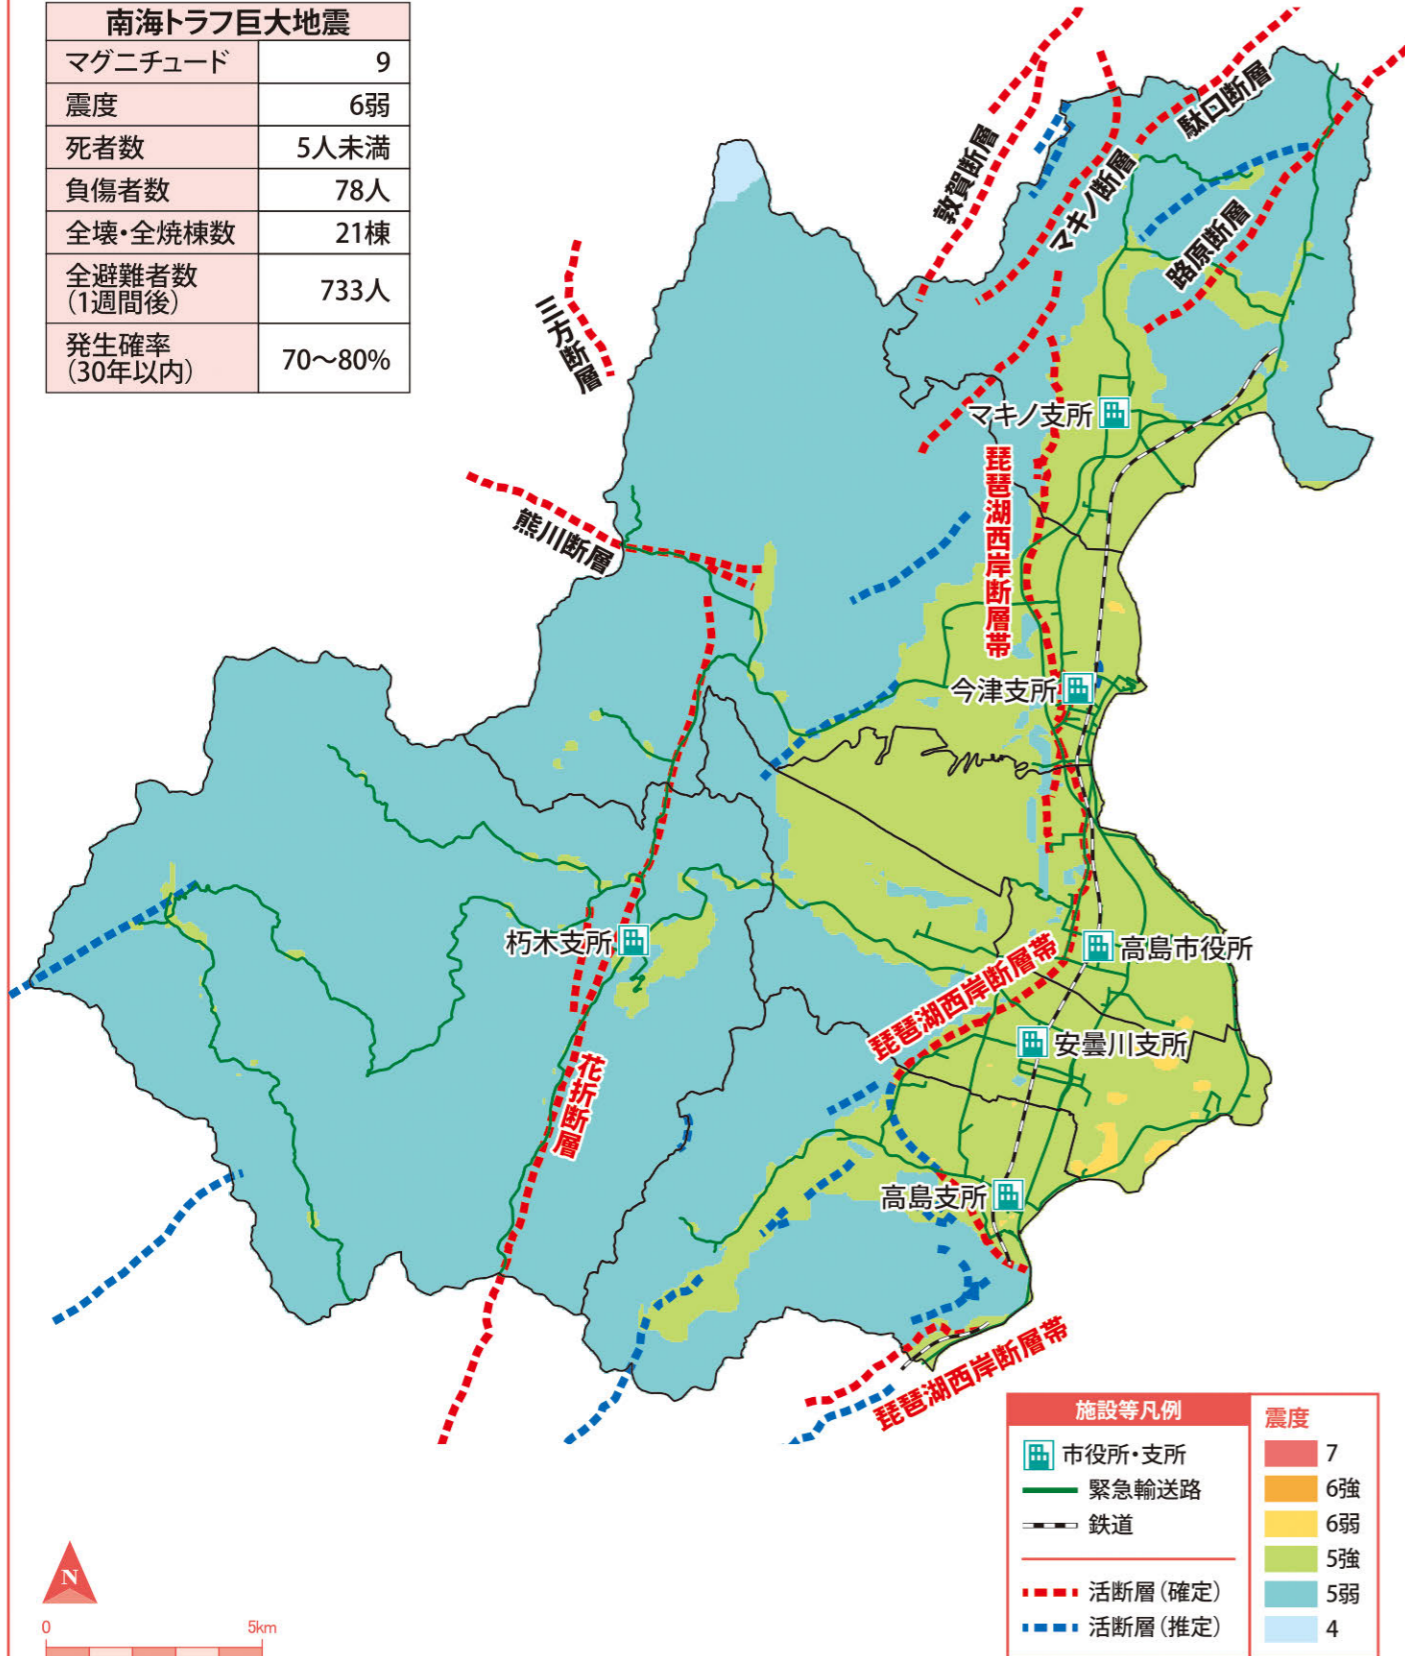 南海トラフ巨大地震
マグニチュード 9
震度 6弱
死者数 5人未満
負傷者数 78人
全壊・全焼棟数 21棟
全避難者数
(1週間後) 733人
発生確率
(30年以内) 70〜80%
駄口断層
敦賀断層
マキノ断層
路原断層
三方断層
マキノ支所
琵琶湖西岸断層帯
熊川断層
今津支所
朽木支所
高島市役所
琵琶湖西岸断層帯
安曇川支所
花折断層
高島支所
琵琶湖西岸断層帯
施設等凡例
市役所・支所
緊急輸送路
鉄道
活断層(確定)
活断層(推定)
震度
7
6強
6弱
5強
5弱
4
N
0 5km